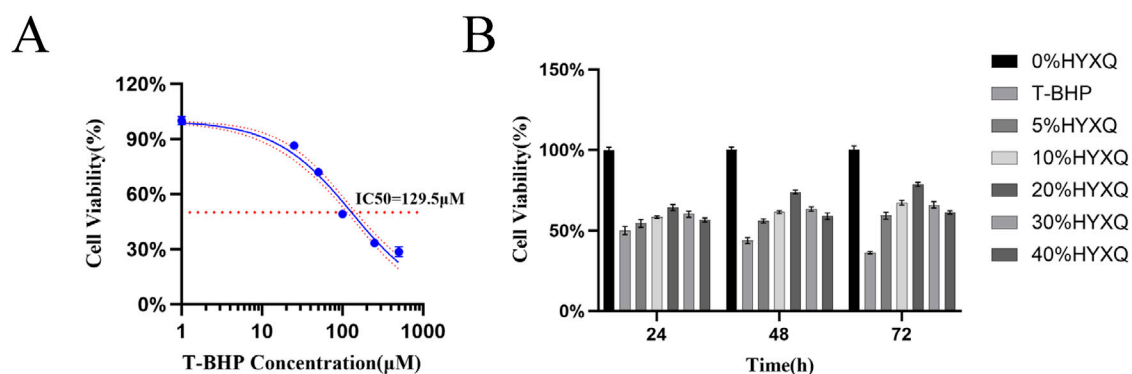 A
Cell Viability(%)
120%
90%
60%
30%
0%
IC50=129.5μM
1
10
100
1000
T-BHP Concentration(μM)
B
Cell Viability(%)
150%
100%
50%
0%
24
48
72
Time(h)
0%HYXQ
T-BHP
5%HYXQ
10%HYXQ
20%HYXQ
30%HYXQ
40%HYXQ